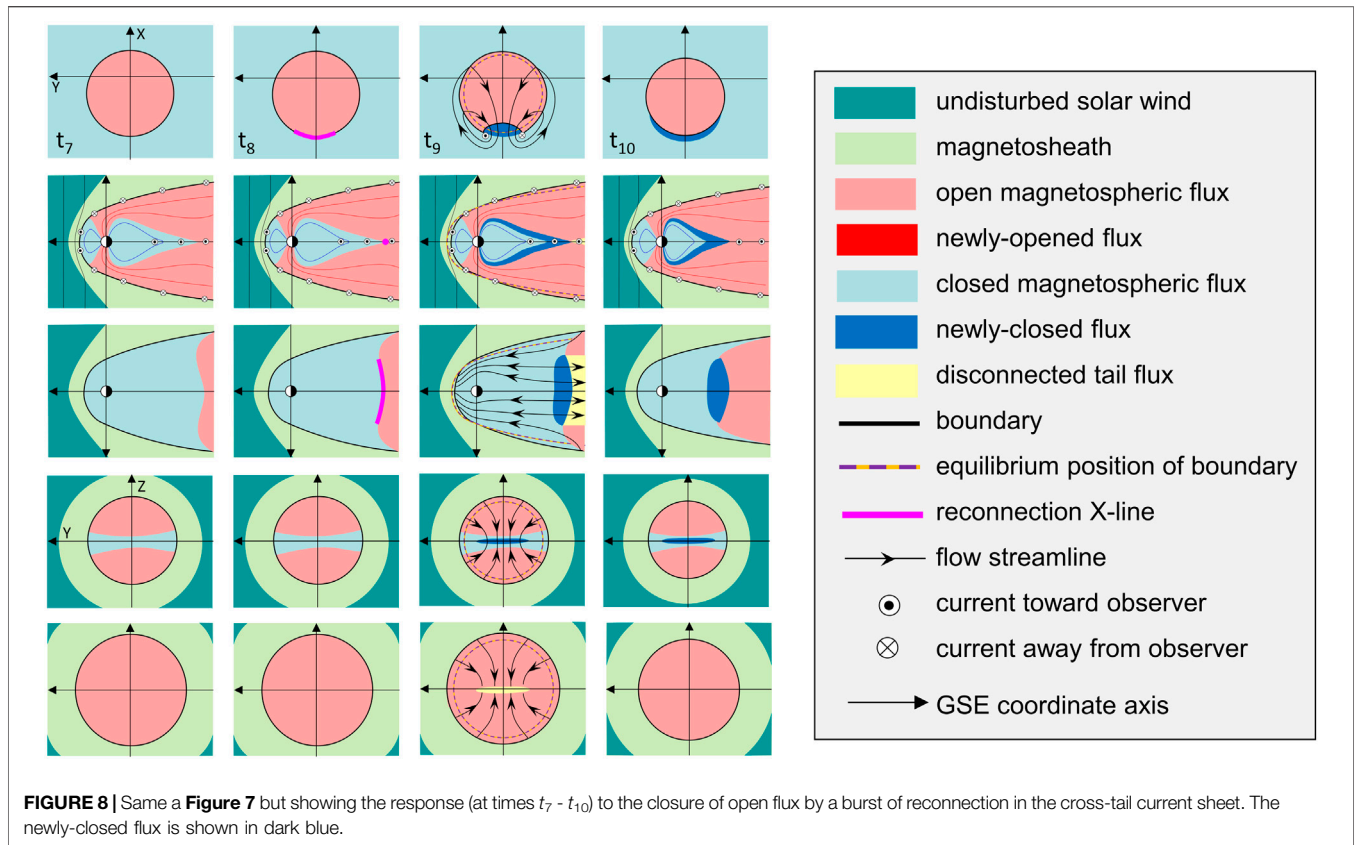 X
Y
t7
t8
t9
t10
Z
Y
undisturbed solar wind
magnetosheath
open magnetospheric flux
newly-opened flux
closed magnetospheric flux
newly-closed flux
disconnected tail flux
boundary
equilibrium position of boundary
reconnection X-line
flow streamline
current toward observer
current away from observer
GSE coordinate axis
FIGURE 8 | Same a Figure 7 but showing the response (at times t7 - t10) to the closure of open flux by a burst of reconnection in the cross-tail current sheet. The
newly-closed flux is shown in dark blue.